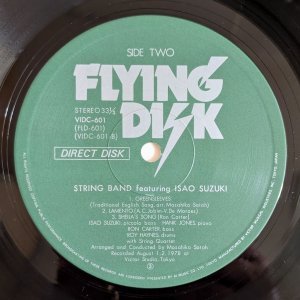 SIDE TWO
FLYING
DISK
STEREO 33⅓
VIDC-601
(FLD-601)
(VIDC-601-B)
DIRECT DISK
STRING BAND featuring ISAO SUZUKI
1. GREENSLEEVES
(Traditional English Song, arr. Masahiko Satoh)
2. LAMENTO (A.C. Jobim-V. De Moraes)
3. SHEILA'S SONG (Ron Carter)
ISAO SUZUKI, piccolo bass HANK JONES, piano
RON CARTER, bass
ROY HAYNES, drums
with String Quartet
Arranged and Conducted by Masahiko Satoh
Recorded August 1-2, 1978 at
Victor Studio, Tokyo